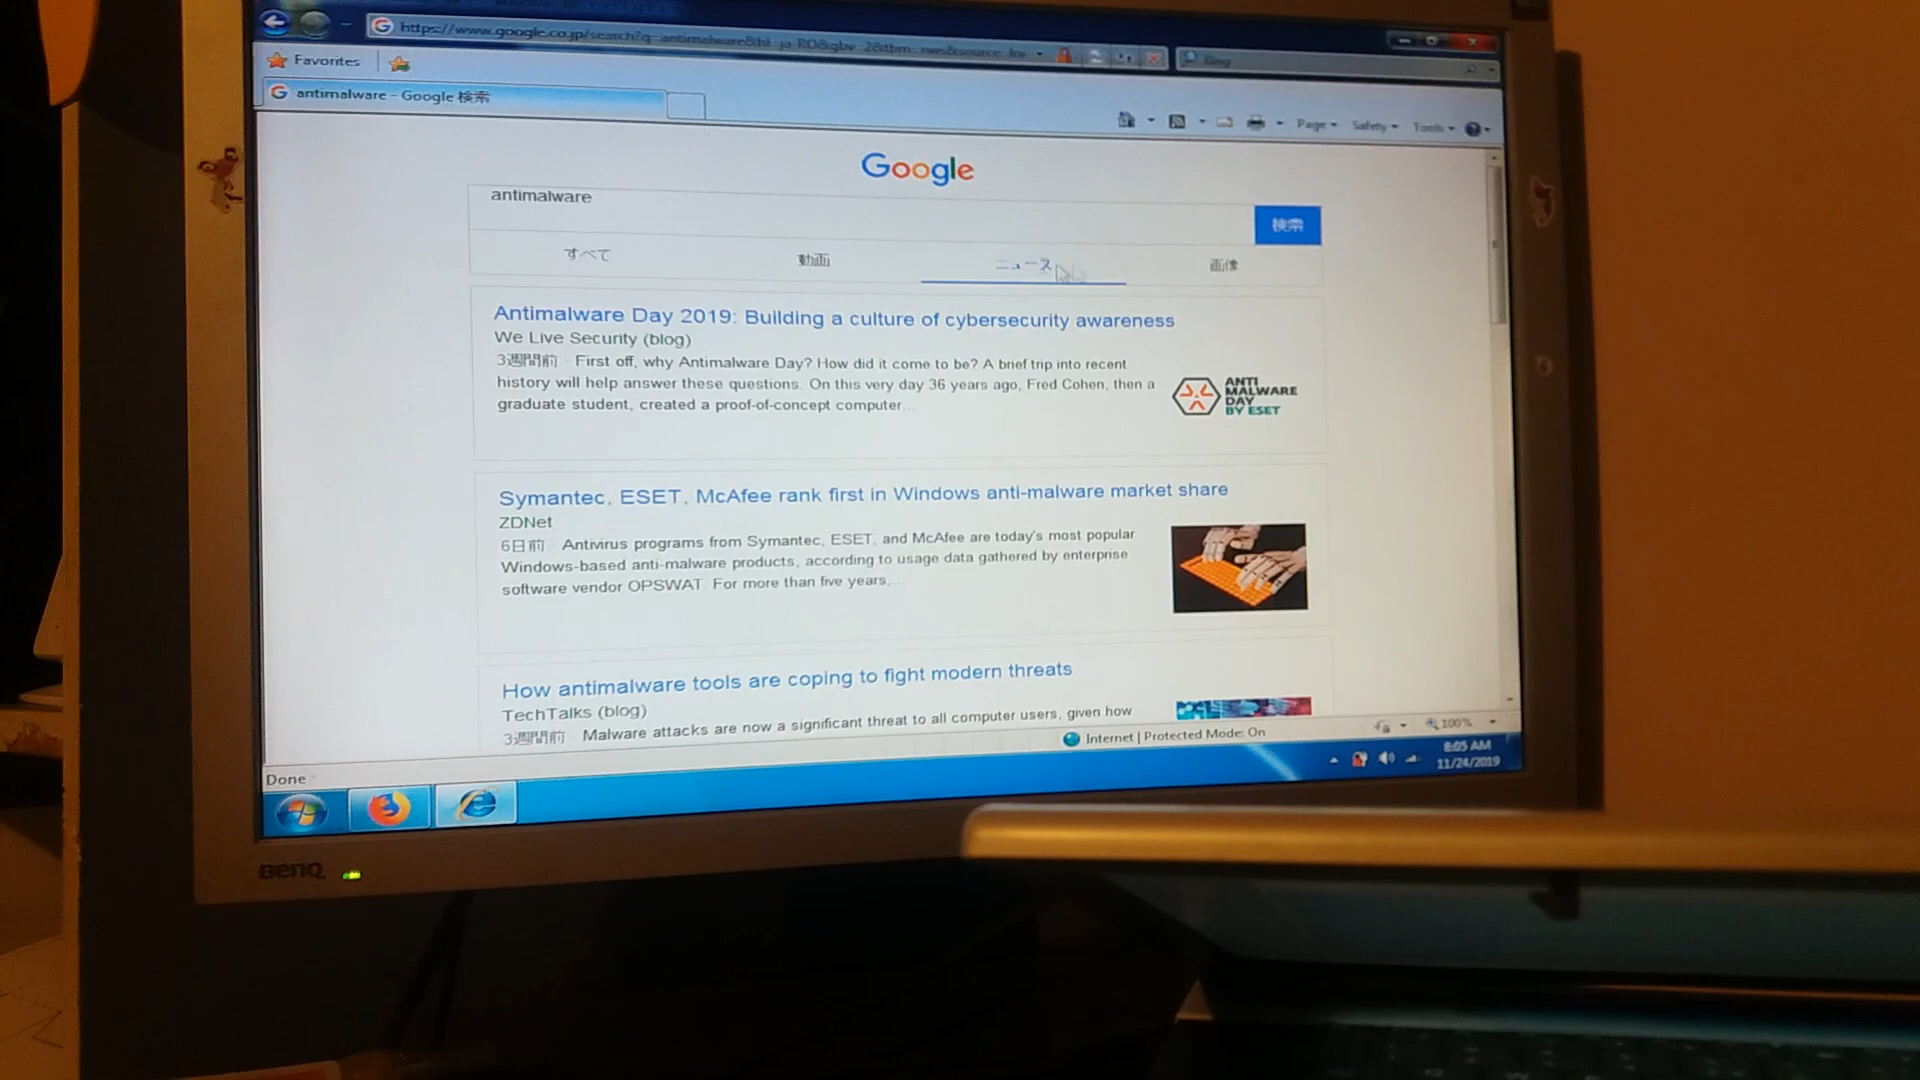 https://www.google.co.jp/search?q=antimalware&hl=ja-RO&gbv=2&tbm=nws&source=ln
Bing
Favorites
antimalware - Google 検索
Page
Safety
Tools
Google
antimalware
検索
すべて
動画
ニュース
画像
Antimalware Day 2019: Building a culture of cybersecurity awareness
We Live Security (blog)
3週間前 · First off, why Antimalware Day? How did it come to be? A brief trip into recent
history will help answer these questions. On this very day 36 years ago, Fred Cohen, then a
graduate student, created a proof-of-concept computer...
ANTI
MALWARE
DAY
BY ESET
Symantec, ESET, McAfee rank first in Windows anti-malware market share
ZDNet
6日前 · Antivirus programs from Symantec, ESET, and McAfee are today's most popular
Windows-based anti-malware products, according to usage data gathered by enterprise
software vendor OPSWAT. For more than five years,...
How antimalware tools are coping to fight modern threats
TechTalks (blog)
3週間前 · Malware attacks are now a significant threat to all computer users, given how
Done
Internet | Protected Mode: On
100%
8:05 AM
11/24/2019
BenQ